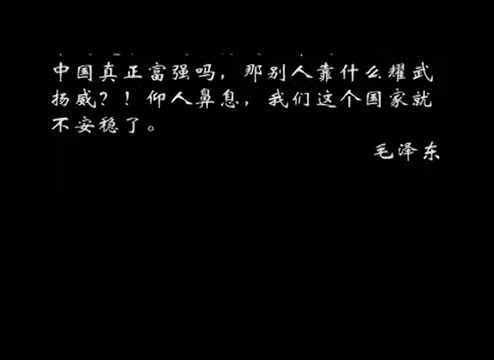 中国真正富强吗，那别人靠什么耀武
扬威？！仰人鼻息，我们这个国家就
不安稳了。
毛泽东